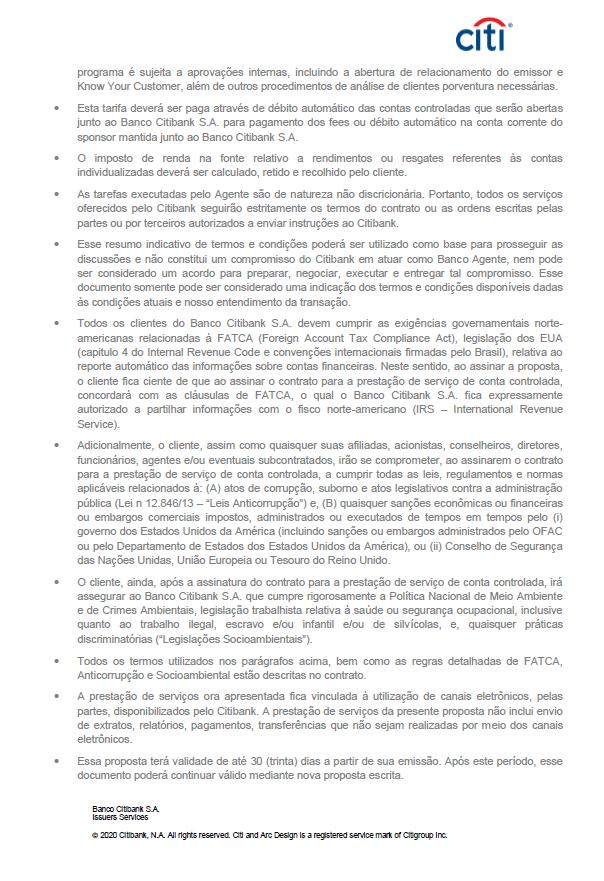 citi®
programa é sujeita a aprovações internas, incluindo a abertura de relacionamento do emissor e
Know Your Customer, além de outros procedimentos de análise de clientes porventura necessárias.
• Esta tarifa deverá ser paga através de débito automático das contas controladas que serão abertas
junto ao Banco Citibank S.A. para pagamento dos fees ou débito automático na conta corrente do
sponsor mantida junto ao Banco Citibank S.A.
• O imposto de renda na fonte relativo a rendimentos ou resgates referentes às contas
individualizadas deverá ser calculado, retido e recolhido pelo cliente.
• As tarefas executadas pelo Agente são de natureza não discricionária. Portanto, todos os serviços
oferecidos pelo Citibank seguirão estritamente os termos do contrato ou as ordens escritas pelas
partes ou por terceiros autorizados a enviar instruções ao Citibank.
• Esse resumo indicativo de termos e condições poderá ser utilizado como base para prosseguir as
discussões e não constitui um compromisso do Citibank em atuar como Banco Agente, nem pode
ser considerado um acordo para preparar, negociar, executar e entregar tal compromisso. Esse
documento somente pode ser considerado uma indicação dos termos e condições disponíveis dadas
às condições atuais e nosso entendimento da transação.
• Todos os clientes do Banco Citibank S.A. devem cumprir as exigências governamentais norte-
americanas relacionadas à FATCA (Foreign Account Tax Compliance Act), legislação dos EUA
(capitulo 4 do Internal Revenue Code e convenções internacionais firmadas pelo Brasil), relativa ao
reporte automático das informações sobre contas financeiras. Neste sentido, ao assinar a proposta,
o cliente fica ciente de que ao assinar o contrato para a prestação de serviço de conta controlada,
concordará com as cláusulas de FATCA, o qual o Banco Citibank S.A. fica expressamente
autorizado a partilhar informações com o fisco norte-americano (IRS – International Revenue
Service).
• Adicionalmente, o cliente, assim como quaisquer suas afiliadas, acionistas, conselheiros, diretores,
funcionários, agentes e/ou eventuais subcontratados, irão se comprometer, ao assinarem o contrato
para a prestação de serviço de conta controlada, a cumprir todas as leis, regulamentos e normas
aplicáveis relacionados à: (A) atos de corrupção, suborno e atos legislativos contra a administração
pública (Lei n 12.846/13 – “Leis Anticorrupção”) e, (B) quaisquer sanções econômicas ou financeiras
ou embargos comerciais impostos, administrados ou executados de tempos em tempos pelo (i)
governo dos Estados Unidos da América (incluindo sanções ou embargos administrados pelo OFAC
ou pelo Departamento de Estados dos Estados Unidos da América), ou (ii) Conselho de Segurança
das Nações Unidas, União Europeia ou Tesouro do Reino Unido.
• O cliente, ainda, após a assinatura do contrato para a prestação de serviço de conta controlada, irá
assegurar ao Banco Citibank S.A. que cumpre rigorosamente a Política Nacional de Meio Ambiente
e de Crimes Ambientais, legislação trabalhista relativa à saúde ou segurança ocupacional, inclusive
quanto ao trabalho ilegal, escravo e/ou infantil e/ou de silvícolas, e, quaisquer práticas
discriminatórias (“Legislações Socioambientais”).
• Todos os termos utilizados nos parágrafos acima, bem como as regras detalhadas de FATCA,
Anticorrupção e Socioambiental estão descritas no contrato.
• A prestação de serviços ora apresentada fica vinculada à utilização de canais eletrônicos, pelas
partes, disponibilizados pelo Citibank. A prestação de serviços da presente proposta não inclui envio
de extratos, relatórios, pagamentos, transferências que não sejam realizadas por meio dos canais
eletrônicos.
• Essa proposta terá validade de até 30 (trinta) dias a partir de sua emissão. Após este período, esse
documento poderá continuar válido mediante nova proposta escrita.
Banco Citibank S.A.
Issuers Services
© 2020 Citibank, N.A. All rights reserved. Citi and Arc Design is a registered service mark of Citigroup Inc.